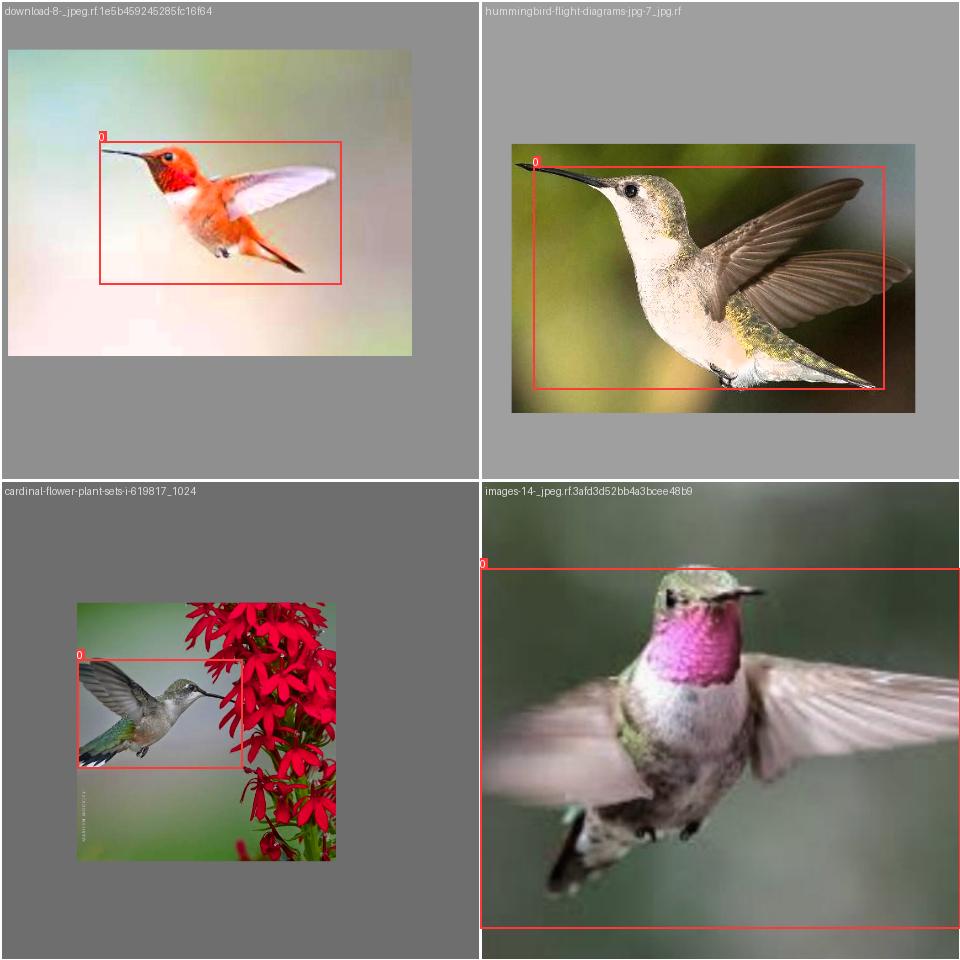 download-8-_jpeg.rf.1e5b459245285fc16f64
hummingbird-flight-diagrams-jpg-7_jpg.rf
0
0
cardinal-flower-plant-sets-i-619817_1024
images-14-_jpeg.rf.3afd3d52bb4a3bcee48b9
0
0